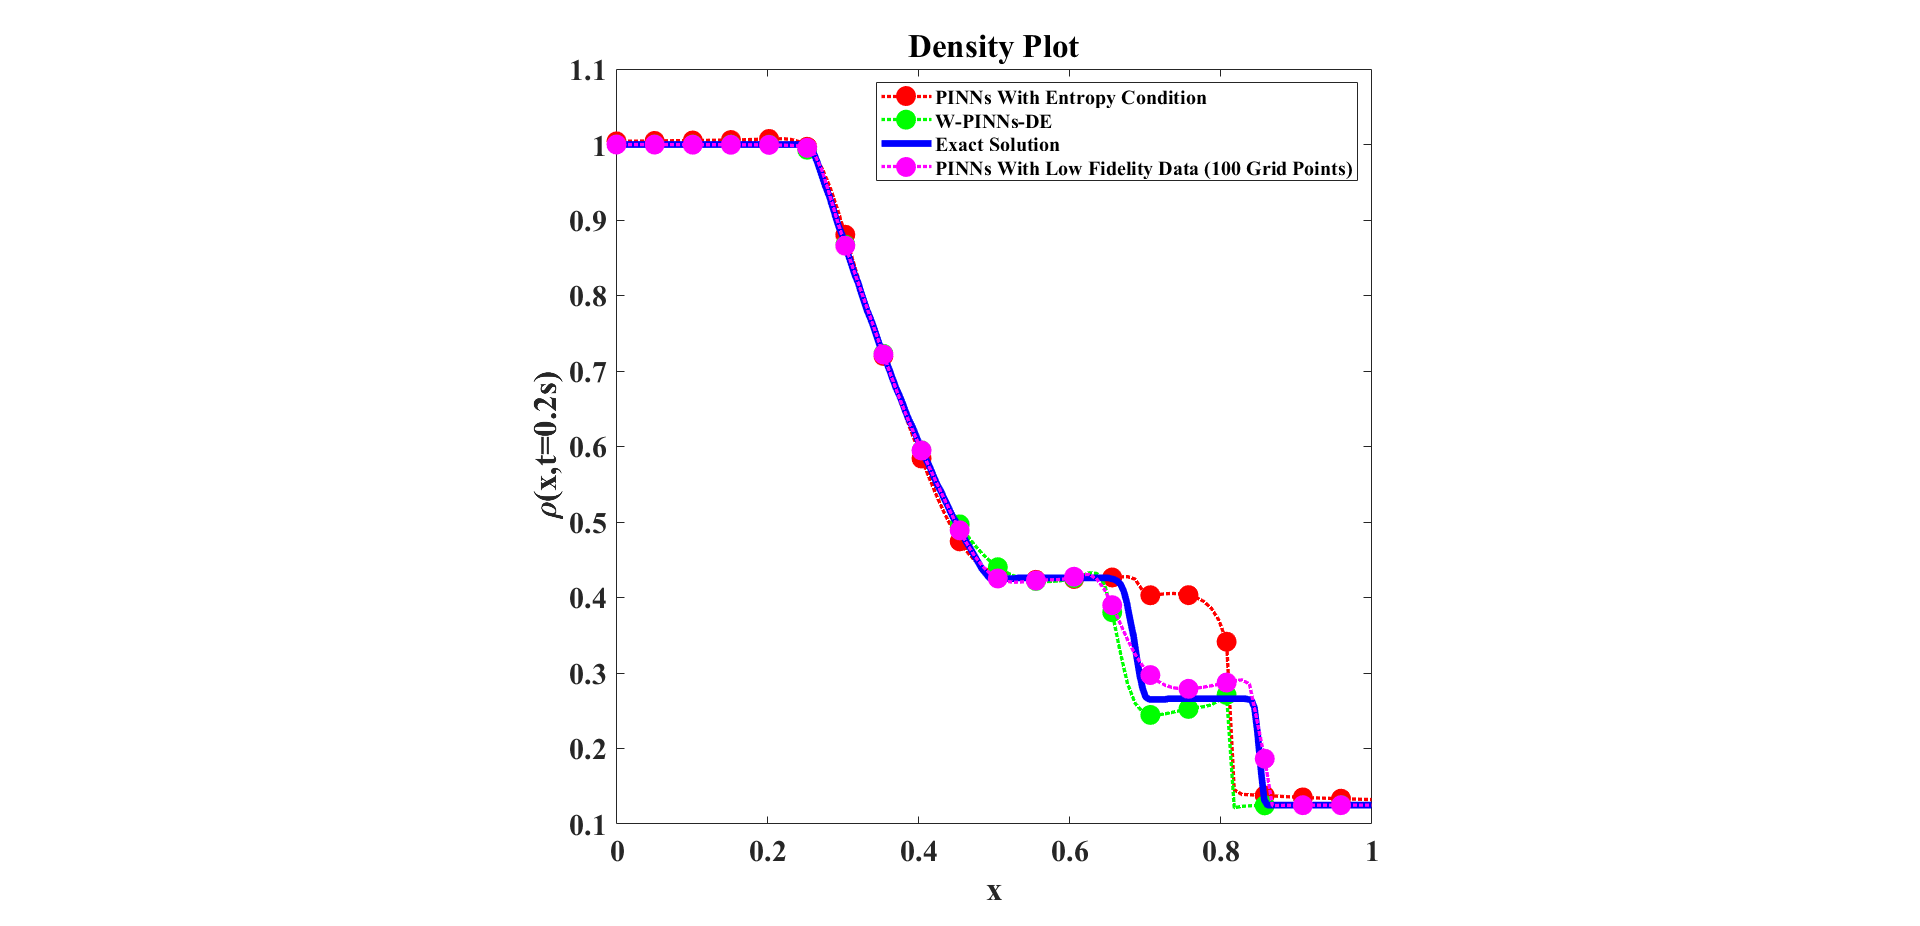 Density Plot
1.1
1
0.9
0.8
0.7
0.6
0.5
0.4
0.3
0.2
0.1
ρ(x,t=0.2s)
PINNs With Entropy Condition
W-PINNs-DE
Exact Solution
PINNs With Low Fidelity Data (100 Grid Points)
0 0.2 0.4 0.6 0.8 1
x